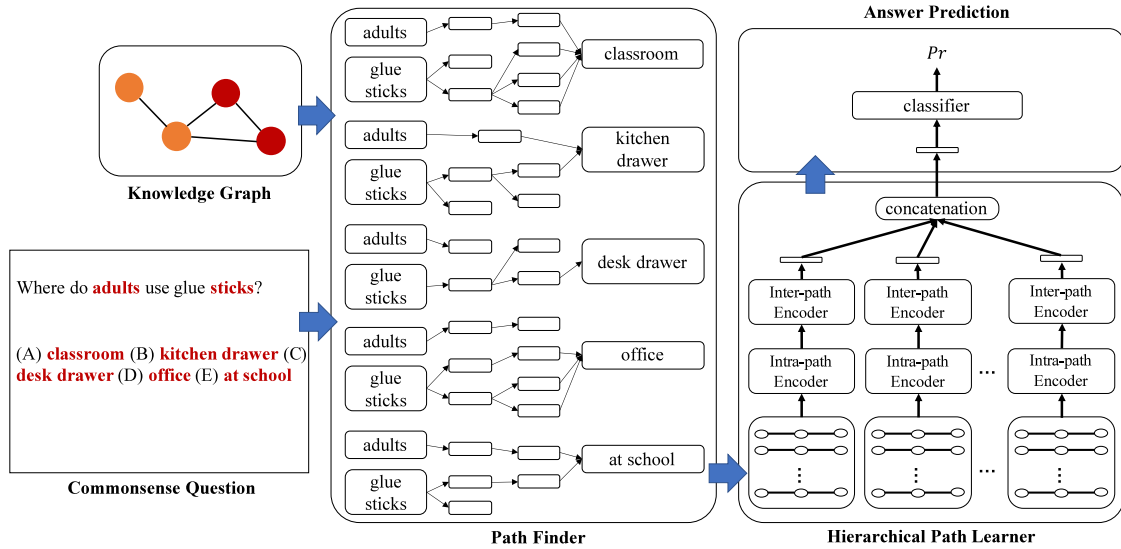 Knowledge Graph
Where do adults use glue sticks?
(A) classroom (B) kitchen drawer (C)
desk drawer (D) office (E) at school
Commonsense Question
adults
glue
sticks
classroom
adults
glue
sticks
kitchen
drawer
adults
glue
sticks
desk drawer
adults
glue
sticks
office
adults
glue
sticks
at school
Path Finder
Answer Prediction
Pr
classifier
concatenation
Inter-path
Encoder
Inter-path
Encoder
Inter-path
Encoder
Intra-path
Encoder
Intra-path
Encoder
...
Intra-path
Encoder
...
Hierarchical Path Learner